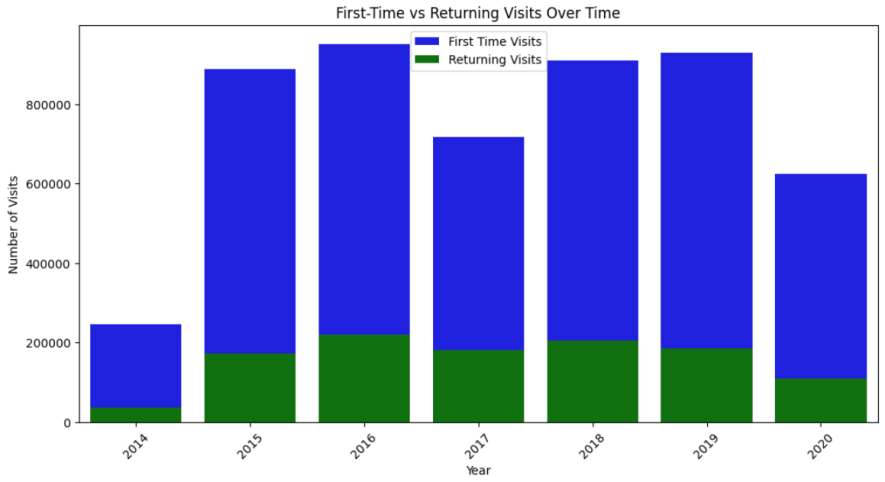 First-Time vs Returning Visits Over Time
First Time Visits
Returning Visits
Number of Visits
800000
600000
400000
200000
0
2014
2015
2016
2017
2018
2019
2020
Year